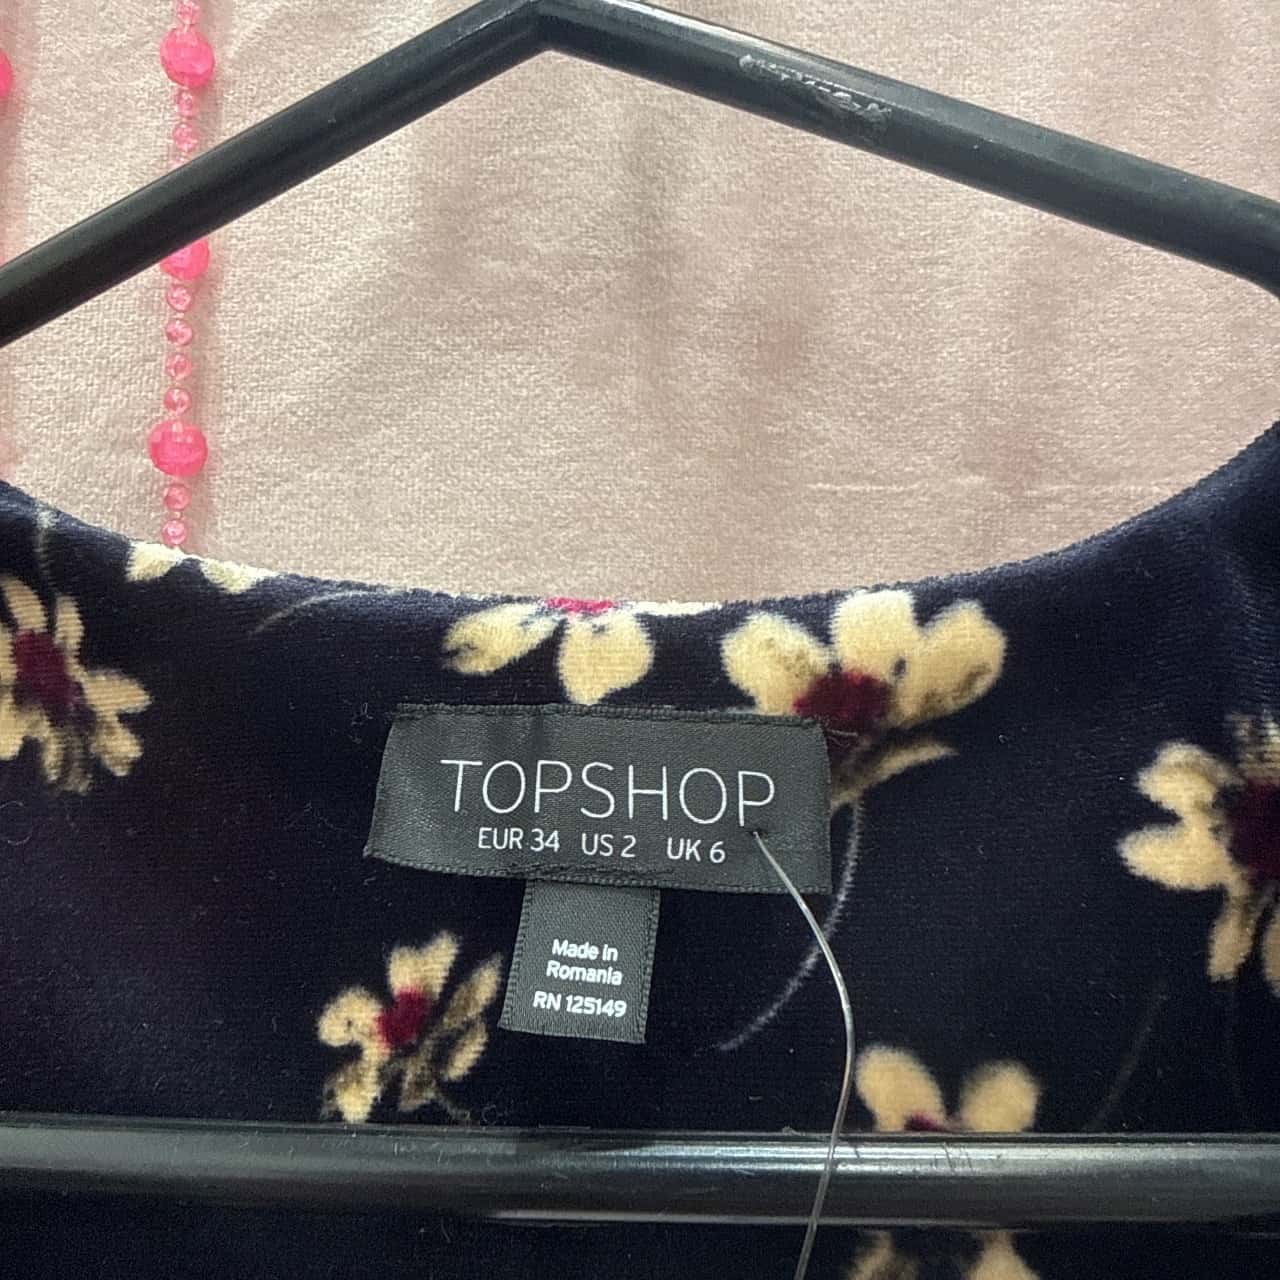 TOPSHOP
EUR 34 US 2 UK 6
Made in
Romania
RN 125149